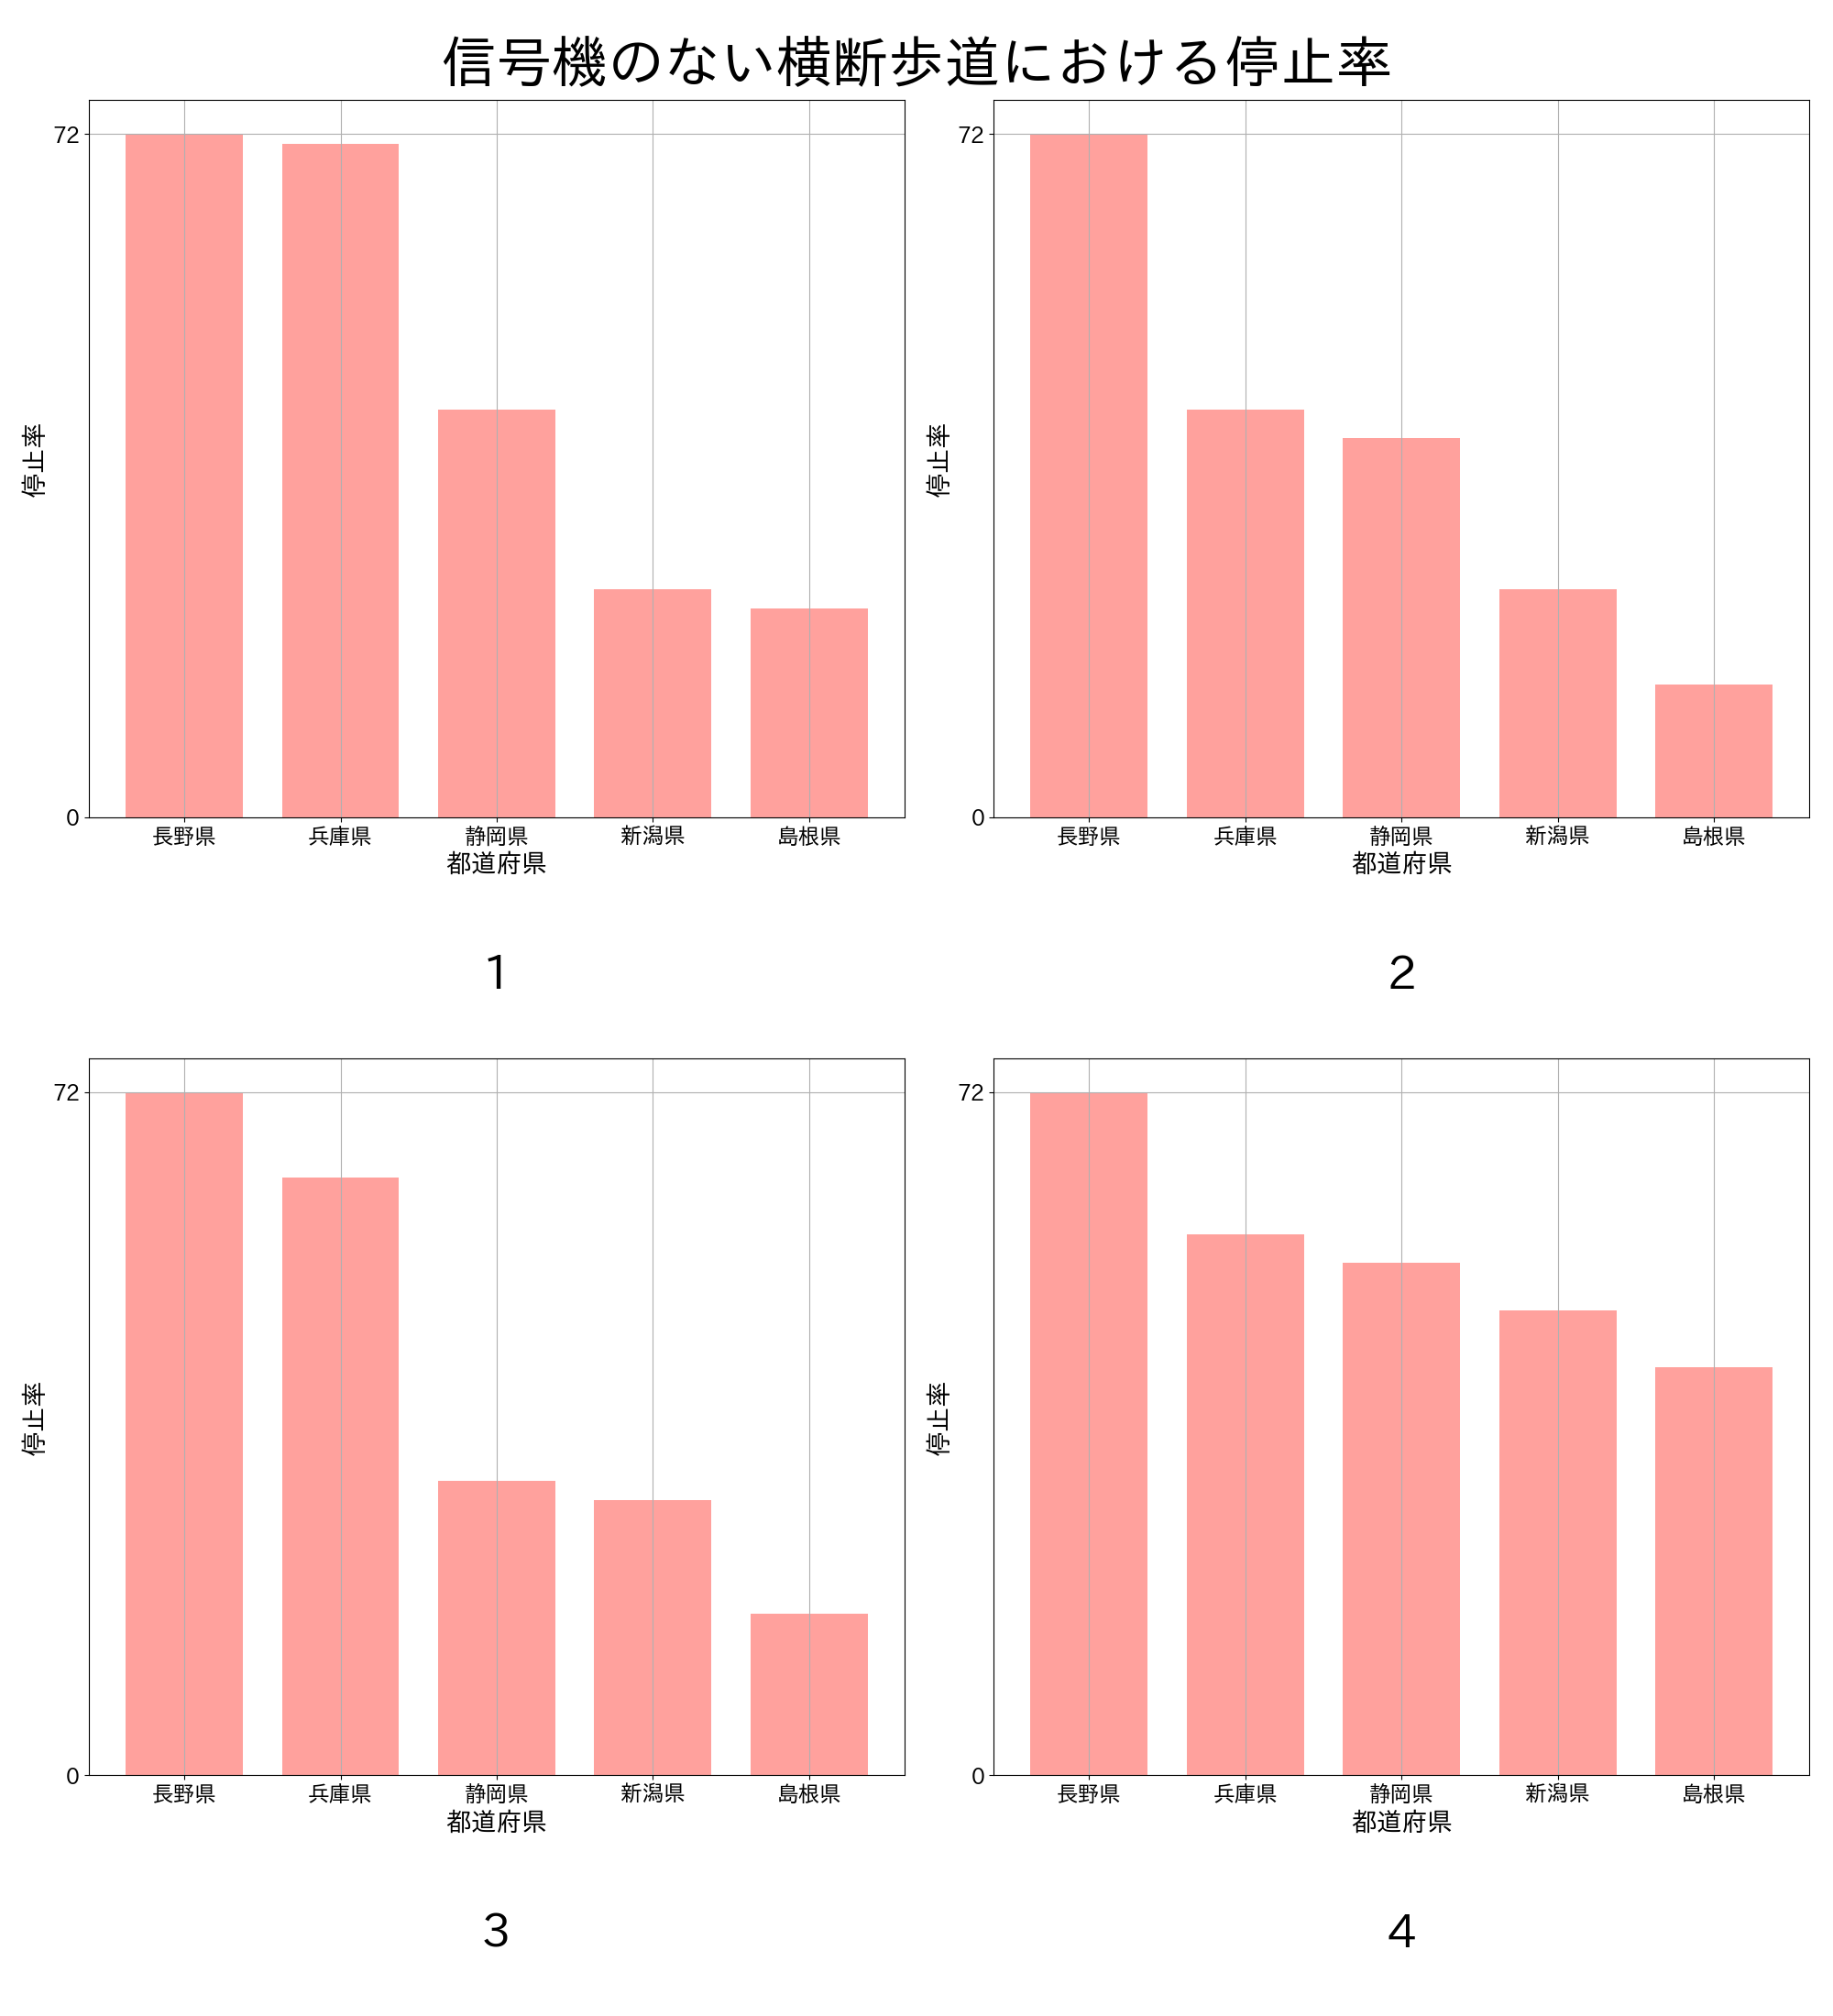 信号機のない横断歩道における停止率
72
0
停止率
長野県 兵庫県 静岡県 新潟県 島根県
都道府県
1
72
0
停止率
長野県 兵庫県 静岡県 新潟県 島根県
都道府県
2
72
0
停止率
長野県 兵庫県 静岡県 新潟県 島根県
都道府県
3
72
0
停止率
長野県 兵庫県 静岡県 新潟県 島根県
都道府県
4